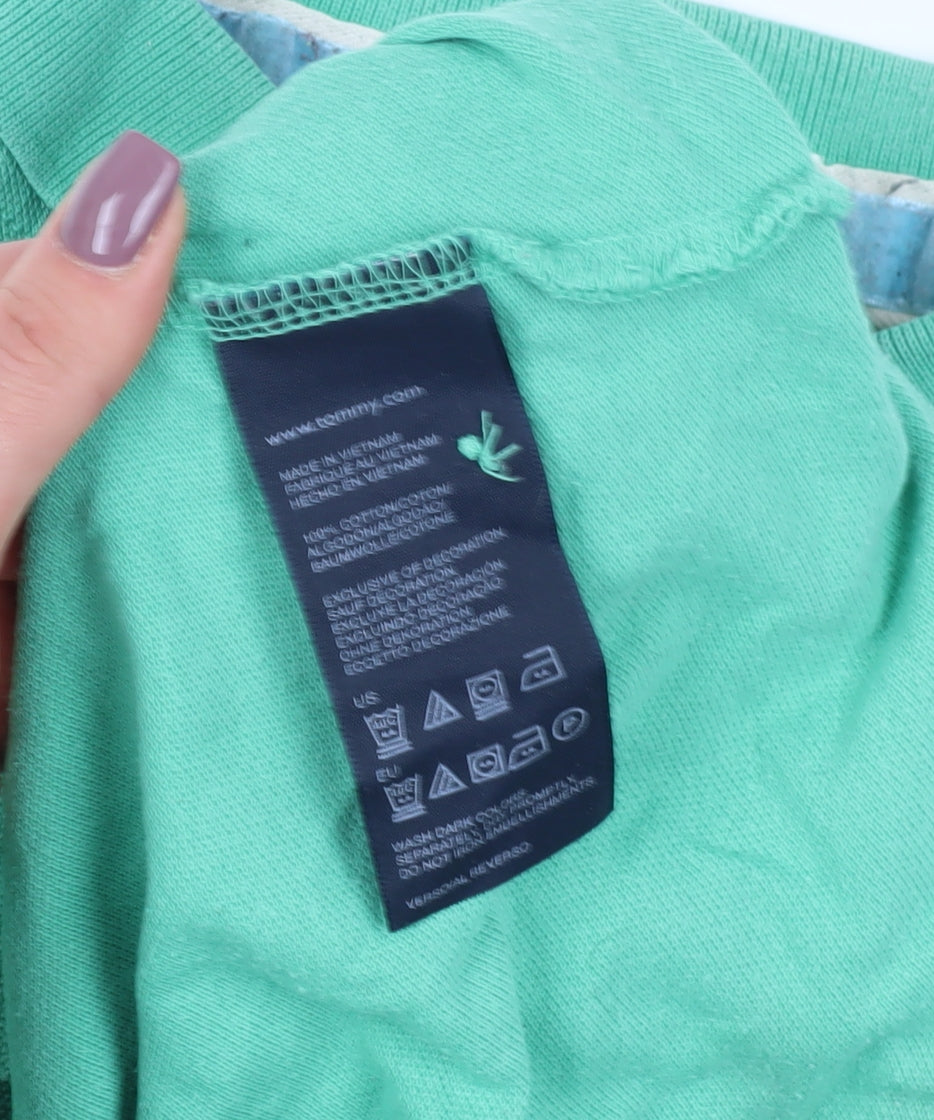 www.tommy.com
MADE IN VIETNAM
FABRIQUÉ AU VIETNAM
HECHO EN VIETNAM
100% COTTON/COTON/
ALGODÓN/ALGODÃO/
BAUMWOLLE/COTONE
EXCLUSIVE OF DECORATION
SAUF DÉCORATION
EXCLUYE LA DECORACIÓN
EXCLUINDO DECORAÇÃO
OHNE DEKORATION
ECCETTO DECORAZIONE
US:
EU:
WASH DARK COLORS
SEPARATELY. DRY PROMPTLY.
DO NOT IRON EMBELLISHMENTS.
VERSO/AL REVERSO